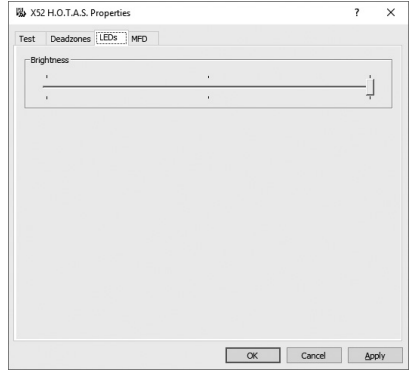 X52 H.O.T.A.S. Properties ? X
Test Deadzones LEDs MFD
Brightness
OK Cancel Apply